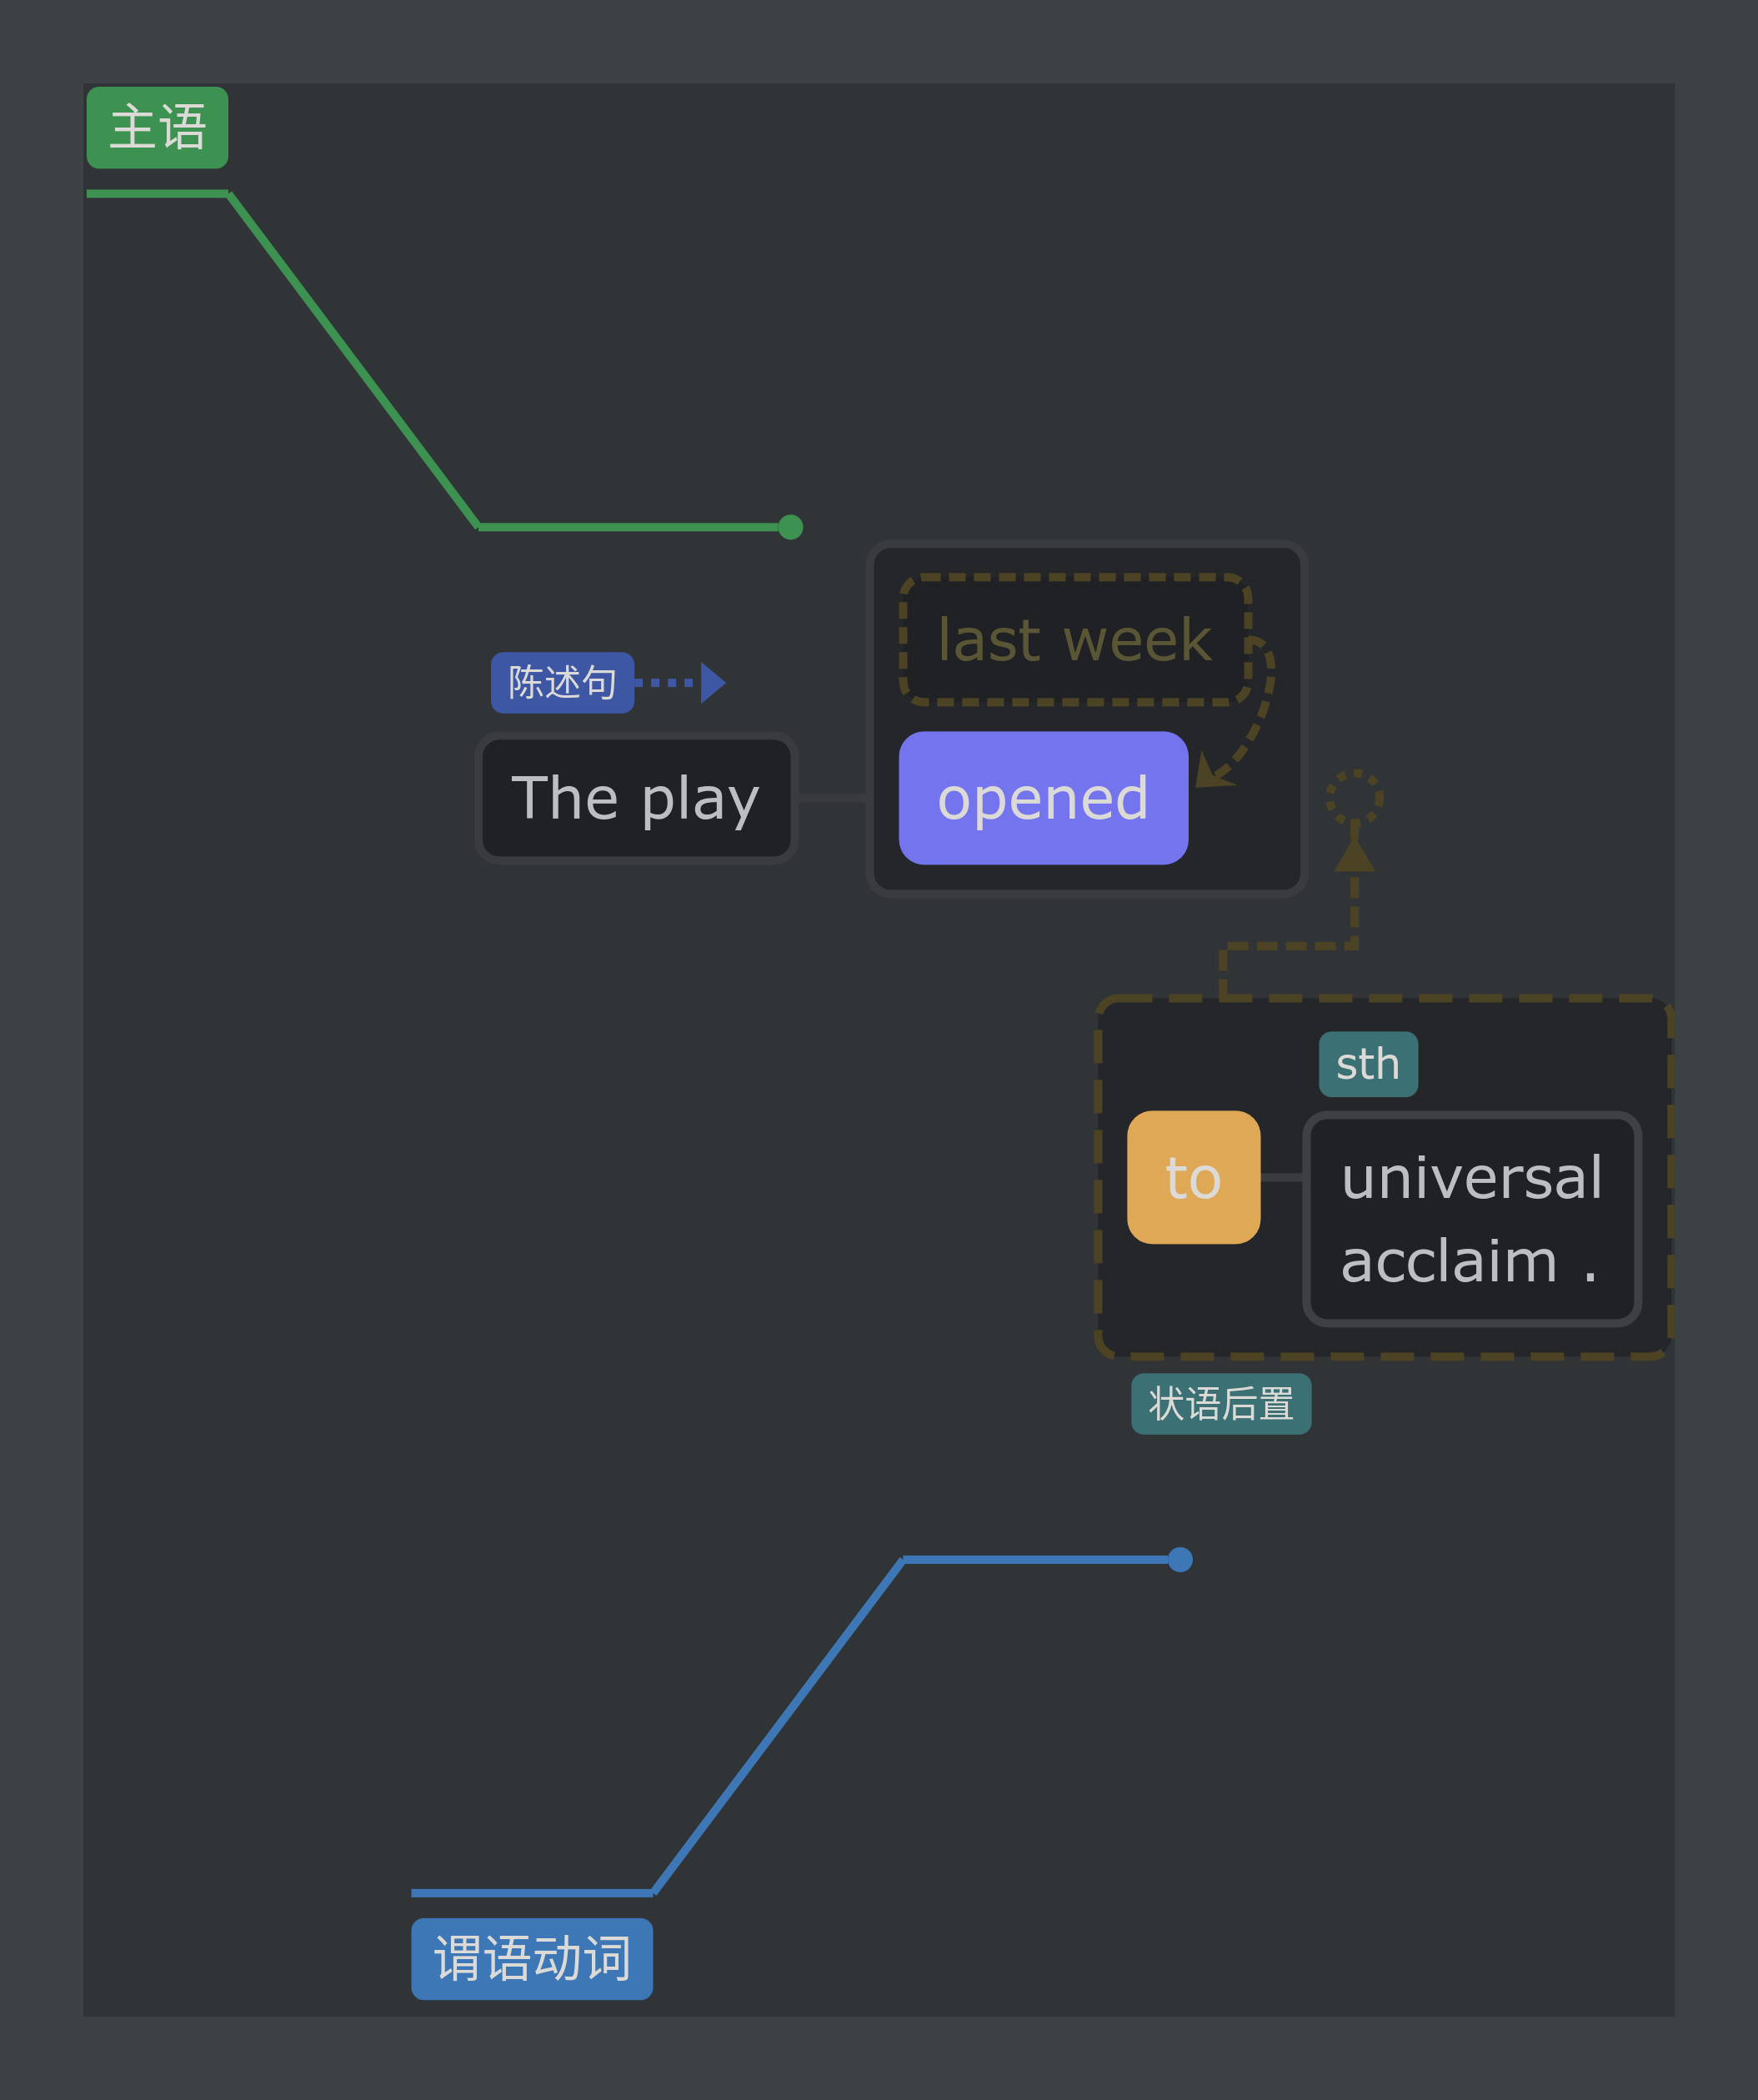 主语
last week
陈述句
The play
opened
sth
to
universal
acclaim .
状语后置
谓语动词